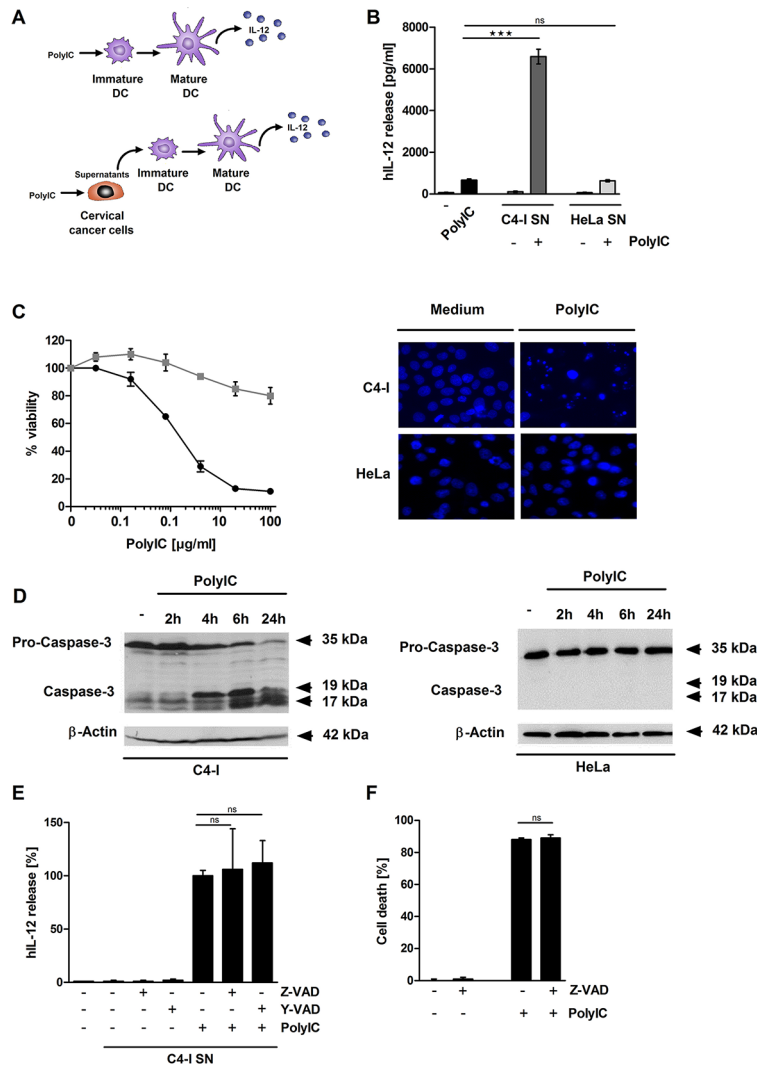 A
PolyIC
Immature
DC
Mature
DC
IL-12
PolyIC
Supernatants
Cervical
cancer cells
Immature
DC
Mature
DC
IL-12
B
hIL-12 release [pg/ml]
8000
6000
4000
2000
0
ns
***
- PolyIC
C4-I SN
HeLa SN
- + - + PolyIC
C
% viability
120
100
80
60
40
20
0
0 0.1 0.1 10 100
PolyIC [µg/ml]
Medium PolyIC
C4-I
HeLa
D
PolyIC
- 2h 4h 6h 24h
Pro-Caspase-3 35 kDa
19 kDa
Caspase-3 17 kDa
β-Actin 42 kDa
C4-I
PolyIC
- 2h 4h 6h 24h
Pro-Caspase-3 35 kDa
19 kDa
Caspase-3 17 kDa
β-Actin 42 kDa
HeLa
E
hIL-12 release [%]
150
100
50
0
ns
ns
- - + - - + - Z-VAD
- - - + - - + Y-VAD
- - - - + + + PolyIC
C4-I SN
F
Cell death [%]
100
80
60
40
20
0
ns
- + - + Z-VAD
- - + + PolyIC